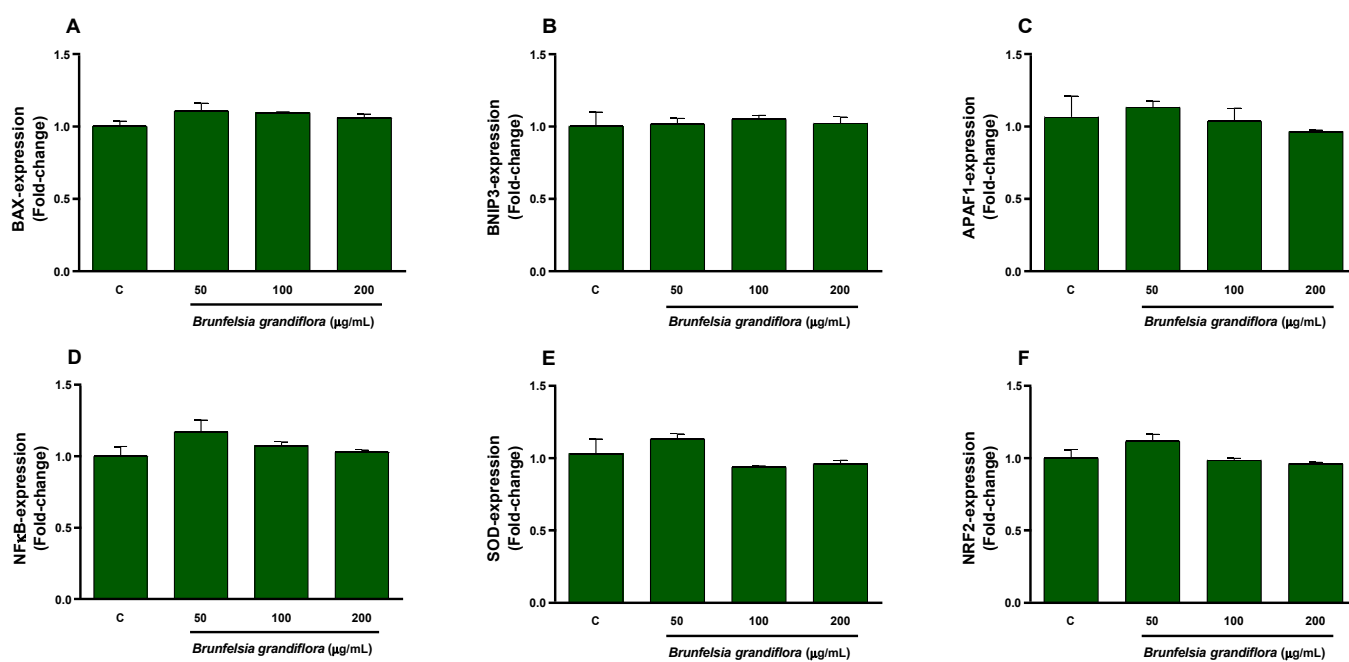 A
BAX-expression
(Fold-change)
1.5
1.0
0.5
0.0
C 50 100 200
Brunfelsia grandiflora (μg/mL)
B
BNIP3-expression
(Fold-change)
1.5
1.0
0.5
0.0
C 50 100 200
Brunfelsia grandiflora (μg/mL)
C
APAF1-expression
(Fold-change)
1.5
1.0
0.5
0.0
C 50 100 200
Brunfelsia grandiflora (μg/mL)
D
NFκB-expression
(Fold-change)
1.5
1.0
0.5
0.0
C 50 100 200
Brunfelsia grandiflora (μg/mL)
E
SOD-expression
(Fold-change)
1.5
1.0
0.5
0.0
C 50 100 200
Brunfelsia grandiflora (μg/mL)
F
NRF2-expression
(Fold-change)
1.5
1.0
0.5
0.0
C 50 100 200
Brunfelsia grandiflora (μg/mL)